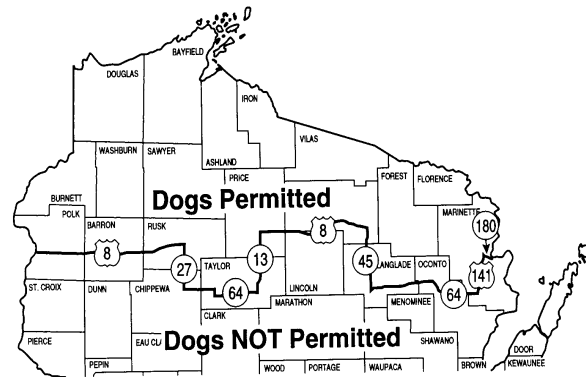 BAYFIELD
DOUGLAS
IRON
VILAS
WASHBURN
SAWYER
ASHLAND
PRICE
FOREST
FLORENCE
BURNETT
Dogs Permitted
POLK
MARINETTE
BARRON
RUSK
180
8
8
27
TAYLOR
13
45
LANGLADE
OCONTO
141
ST. CROIX
DUNN
CHIPPEWA
64
LINCOLN
MARATHON
MENOMINEE
64
CLARK
PIERCE
EAU CL
Dogs NOT Permitted
SHAWANO
DOOR
PEPIN
WOOD
PORTAGE
WAUPACA
BROWN
KEWAUNEE